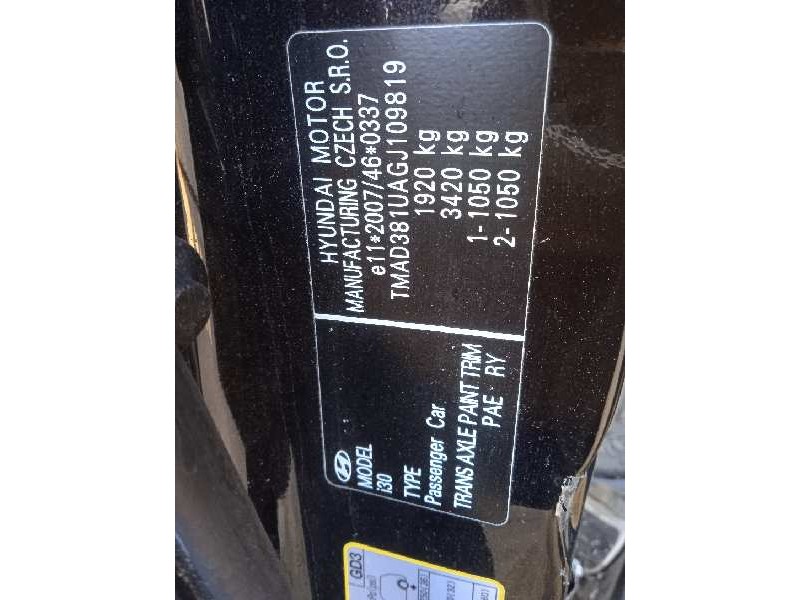 HYUNDAI MOTOR
MANUFACTURING CZECH S.R.O.
e11*2007/46*0337
TMAD381UAGJ109819
1920 kg
3420 kg
1- 1050 kg
2- 1050 kg
MODEL
i30
TYPE
Passenger Car
TRANS AXLE PAINT TRIM
PAE RY
GD3